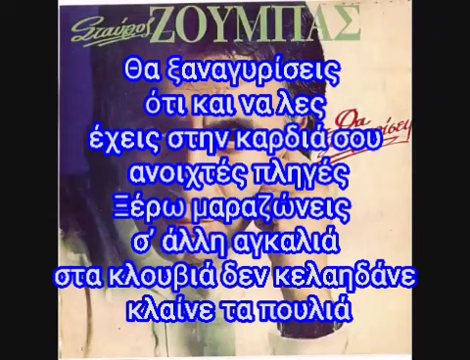 Σταύρος ΖΟΥΜΠΑΣ
Θα ξαναγυρίσεις
ότι και να λες
έχεις στην καρδιά σου
ανοιχτές πληγές
Ξέρω μαραζώνεις
σ' άλλη αγκαλιά
στα κλουβιά δεν κελαηδάνε
κλαίνε τα πουλιά
Θα